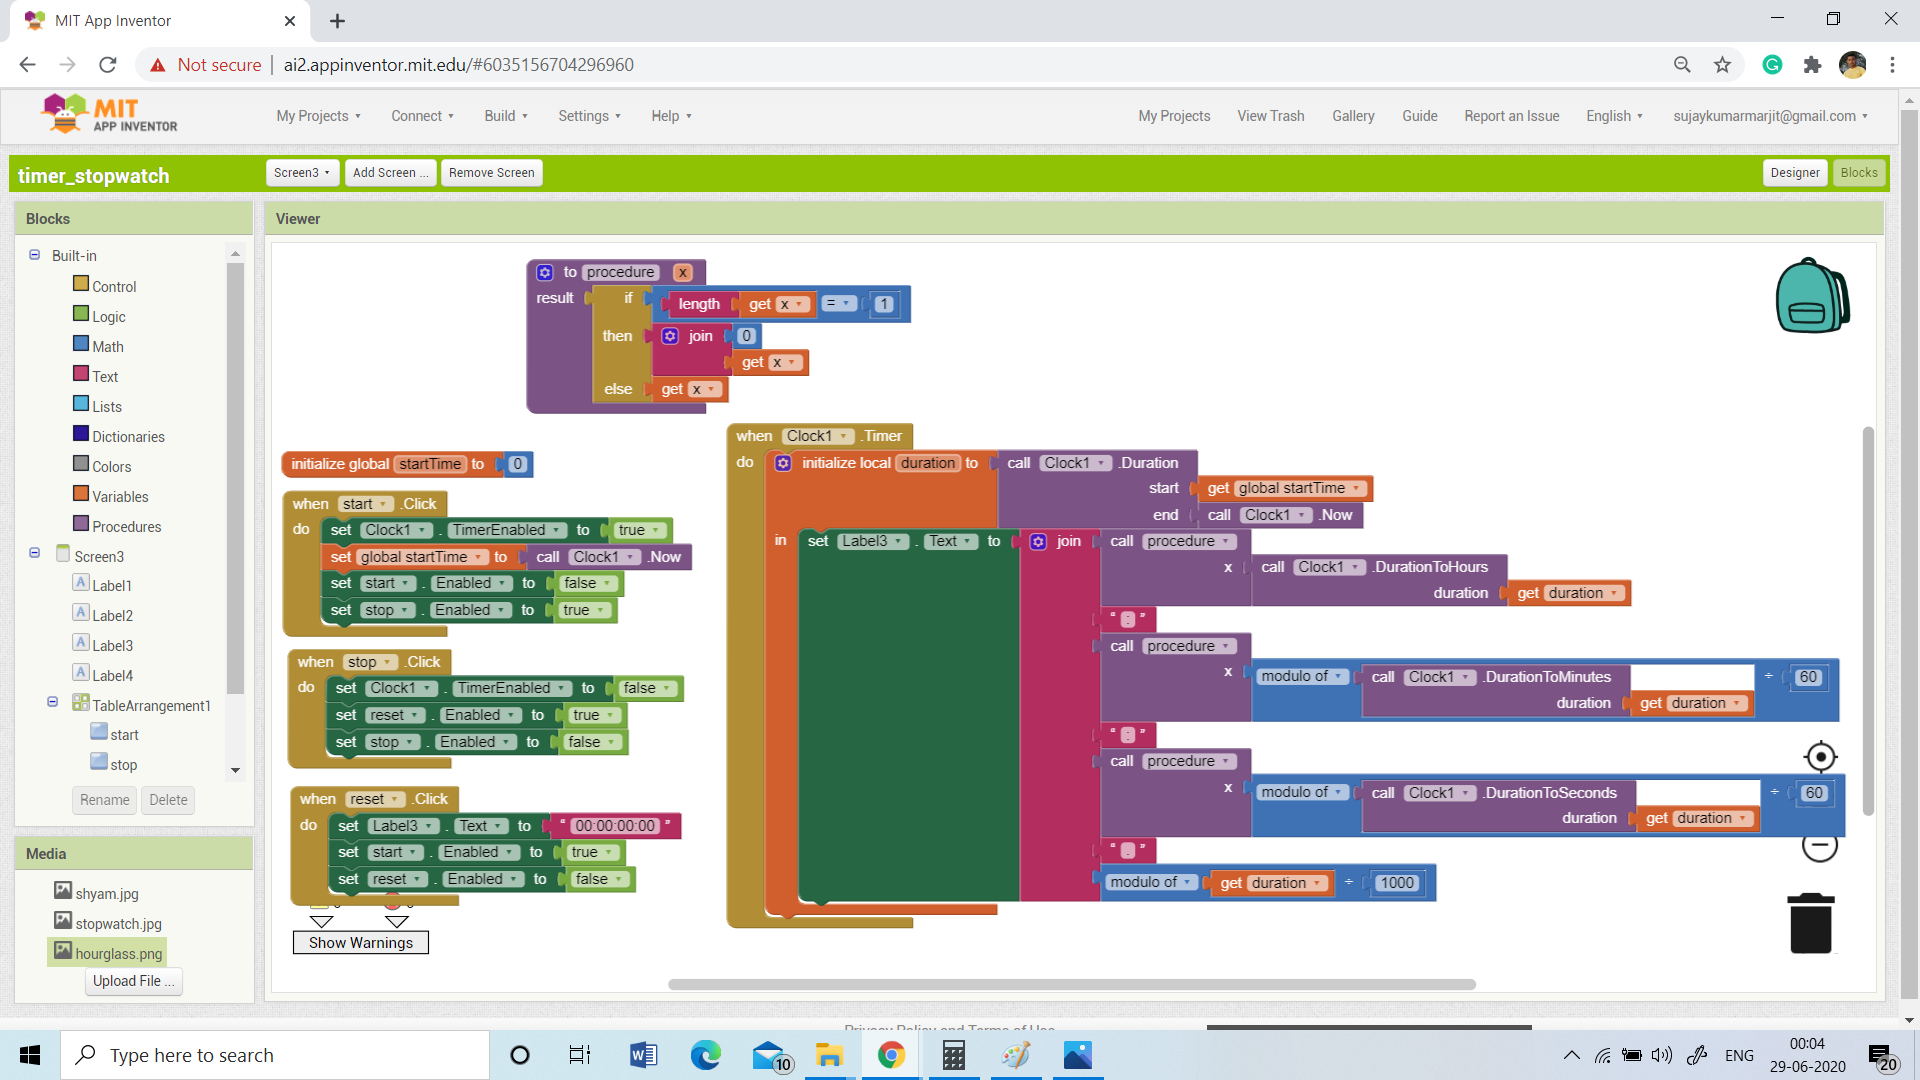 MIT App Inventor
Not secure
ai2.appinventor.mit.edu/#6035156704296960
MIT
APP INVENTOR
My Projects
Connect
Build
Settings
Help
My Projects
View Trash
Gallery
Guide
Report an Issue
English
sujaykumarmarjit@gmail.com
timer_stopwatch
Screen3
Add Screen ...
Remove Screen
Designer
Blocks
Blocks
Built-in
Control
Logic
Math
Text
Lists
Dictionaries
Colors
Variables
Procedures
Screen3
Label1
Label2
Label3
Label4
TableArrangement1
start
stop
Rename
Delete
Media
shyam.jpg
stopwatch.jpg
hourglass.png
Upload File ...
Viewer
to procedure x
result if length get x = 1
then join 0
get x
else get x
initialize global startTime to 0
when start .Click
do set Clock1 . TimerEnabled to true
set global startTime to call Clock1 .Now
set start . Enabled to false
set stop . Enabled to true
when stop .Click
do set Clock1 . TimerEnabled to false
set reset . Enabled to true
set stop . Enabled to false
when reset .Click
do set Label3 . Text to “ 00:00:00:00 ”
set start . Enabled to true
set reset . Enabled to false
Show Warnings
when Clock1 .Timer
do initialize local duration to call Clock1 .Duration
start get global startTime
end call Clock1 .Now
in set Label3 . Text to join call procedure
x call Clock1 .DurationToHours
duration get duration
“ : ”
call procedure
x modulo of call Clock1 .DurationToMinutes ÷ 60
duration get duration
“ : ”
call procedure
x modulo of call Clock1 .DurationToSeconds ÷ 60
duration get duration
“ . ”
modulo of get duration ÷ 1000
Privacy Policy and Terms of Use
Type here to search
10
ENG
00:04
29-06-2020
20